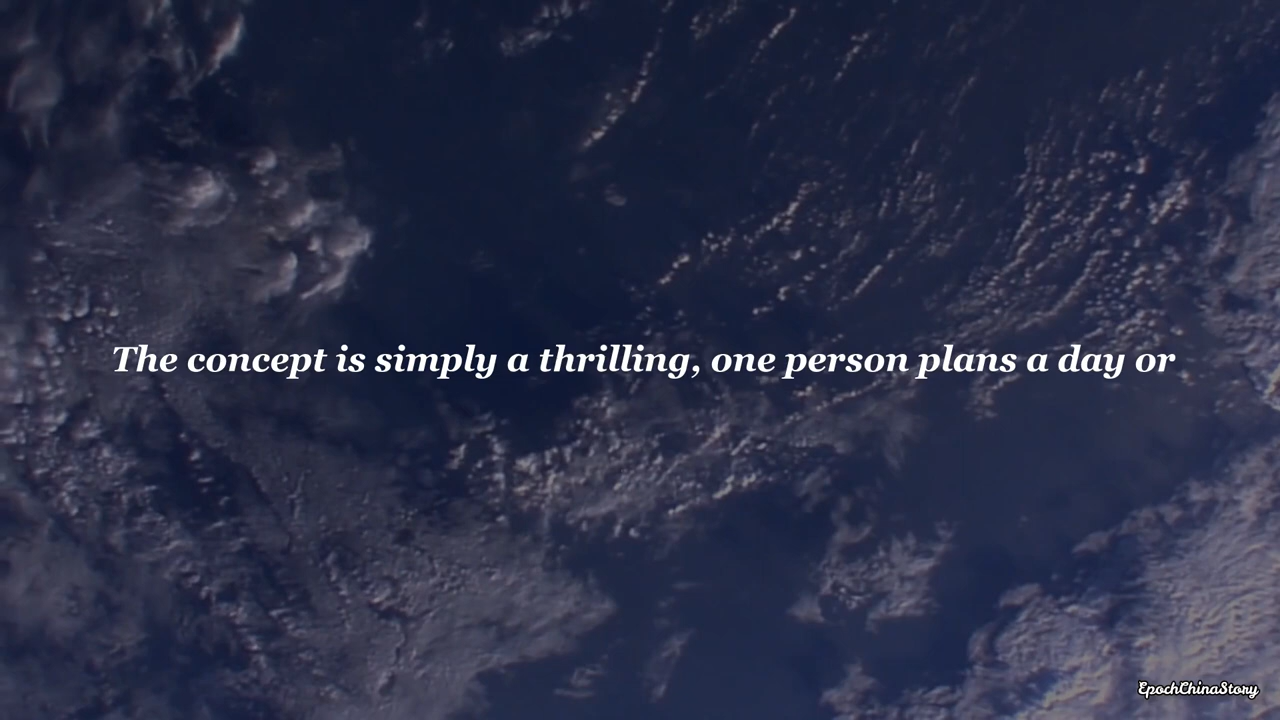 The concept is simply a thrilling, one person plans a day or
EpochChinaStory